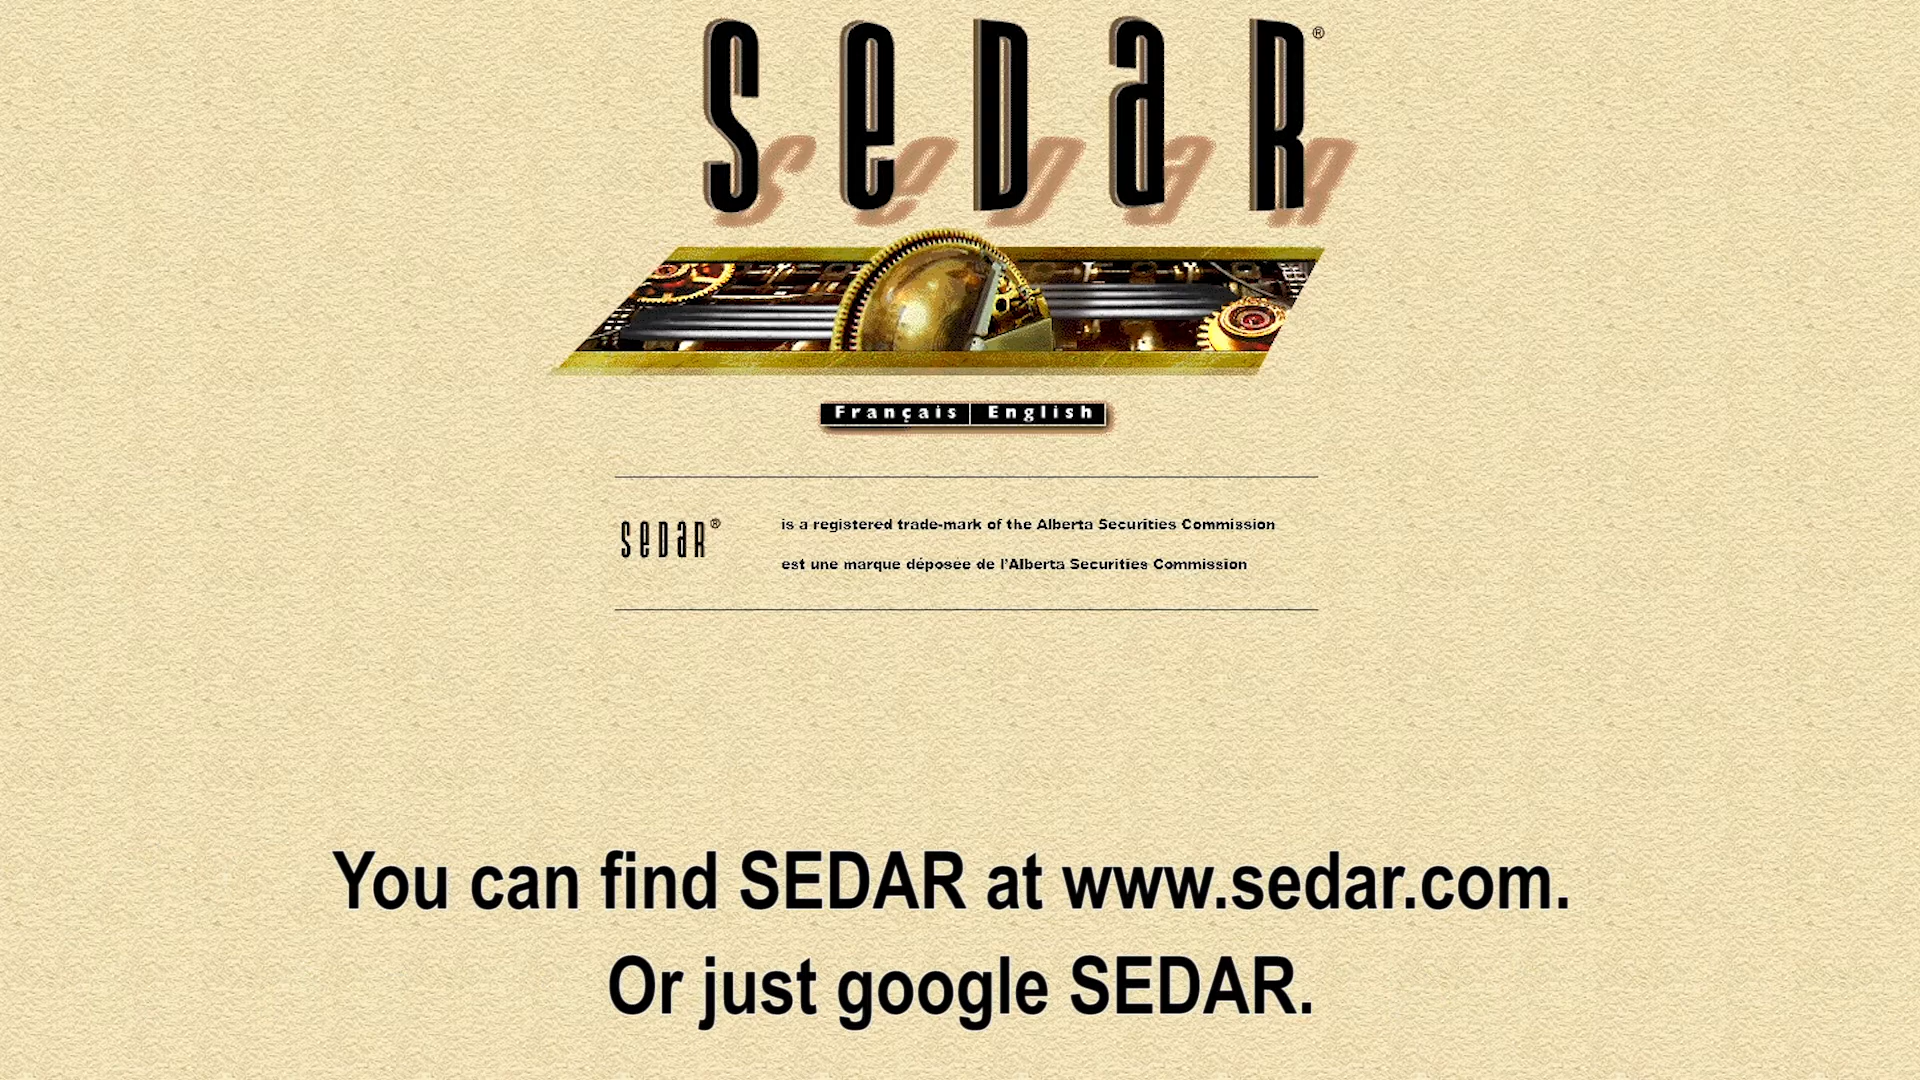 SeDaR®
SeDaR
Français | English
SeDaR® is a registered trade-mark of the Alberta Securities Commission
est une marque déposée de l'Alberta Securities Commission
You can find SEDAR at www.sedar.com.
Or just google SEDAR.